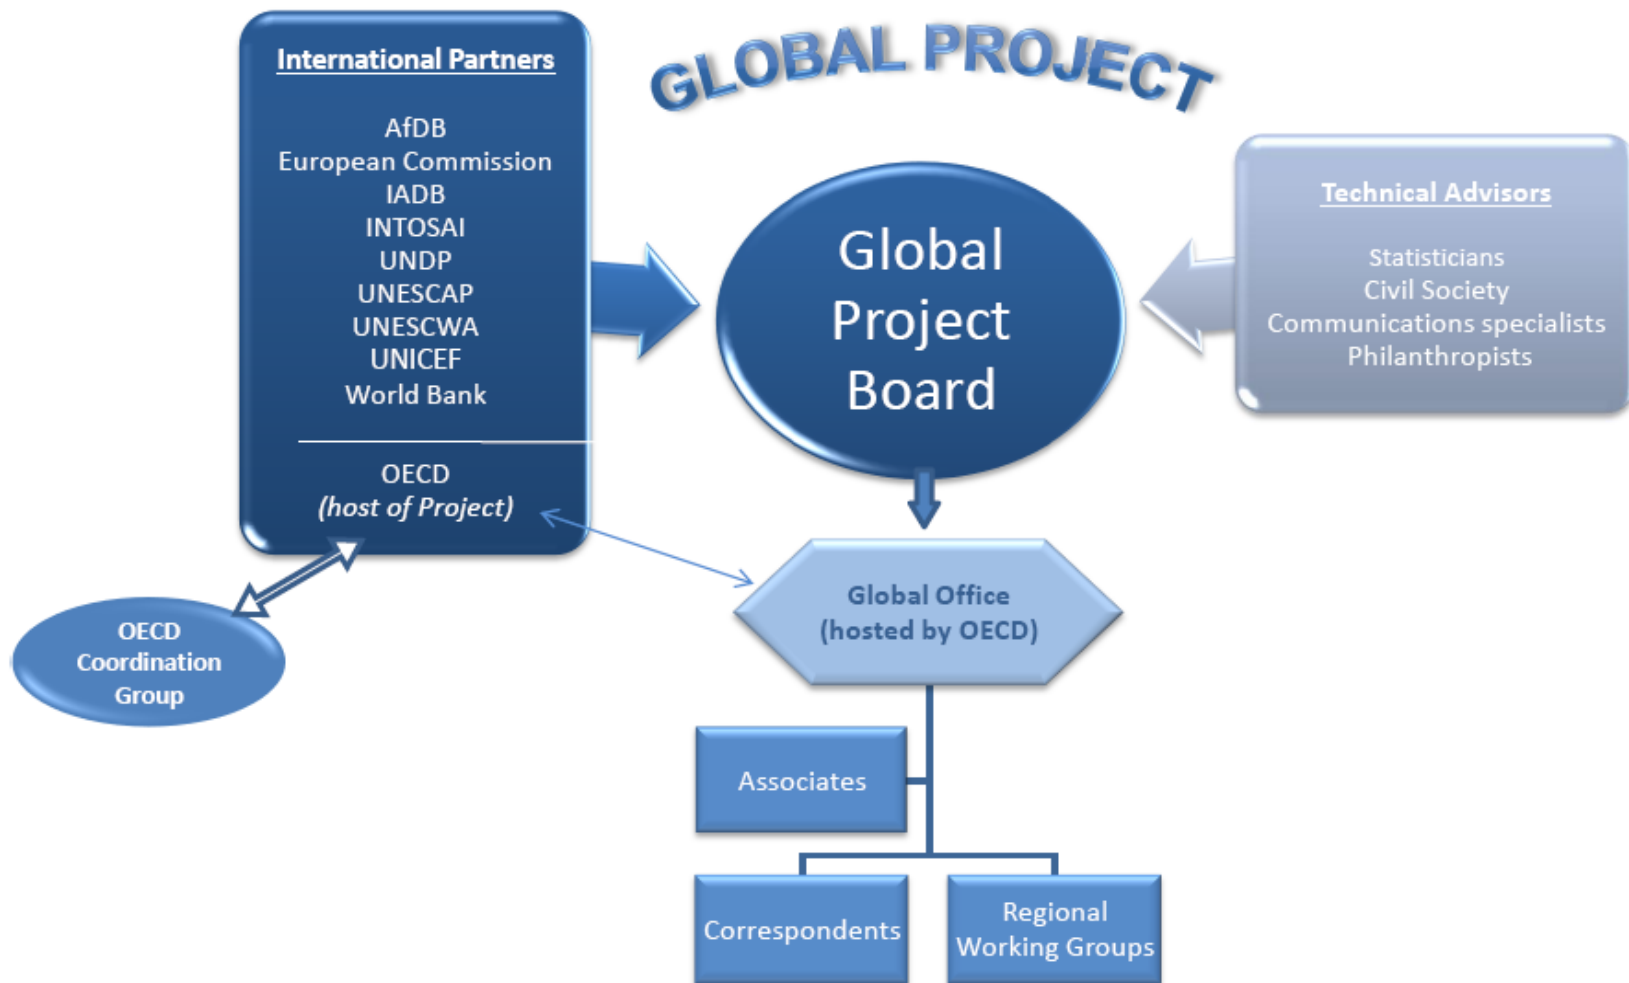 GLOBAL PROJECT
International Partners
AfDB
European Commission
IADB
INTOSAI
UNDP
UNESCAP
UNESCWA
UNICEF
World Bank
OECD
(host of Project)
Global
Project
Board
Technical Advisors
Statisticians
Civil Society
Communications specialists
Philanthropists
OECD
Coordination
Group
Global Office
(hosted by OECD)
Associates
Correspondents
Regional
Working Groups